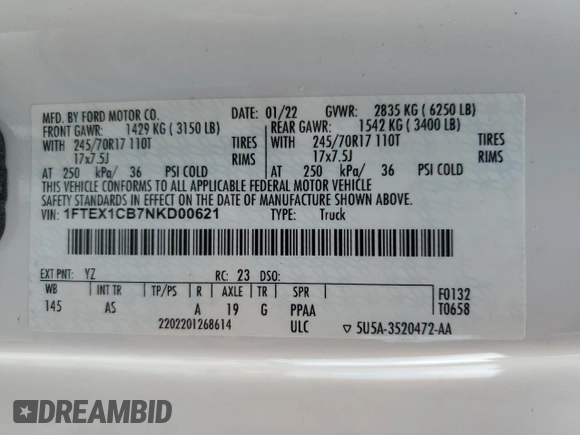 MFD. BY FORD MOTOR CO. DATE: 01/22 GVWR: 2835 KG ( 6250 LB)
FRONT GAWR: 1429 KG ( 3150 LB) REAR GAWR: 1542 KG ( 3400 LB)
WITH 245/70R17 110T TIRES WITH 245/70R17 110T TIRES
17x7.5J RIMS 17x7.5J RIMS
AT 250 kPa/ 36 PSI COLD AT 250 kPa/ 36 PSI COLD
THIS VEHICLE CONFORMS TO ALL APPLICABLE FEDERAL MOTOR VEHICLE
SAFETY STANDARDS IN EFFECT ON THE DATE OF MANUFACTURE SHOWN ABOVE.
VIN: 1FTEX1CB7NKD00621 TYPE: Truck
EXT PNT: YZ RC: 23 DSO:
WB INT TR TP/PS R AXLE TR SPR F0132
145 AS A 19 G PPAA T0658
2202201268614 ULC ▽ 5U5A-3520472-AA
DREAMBID